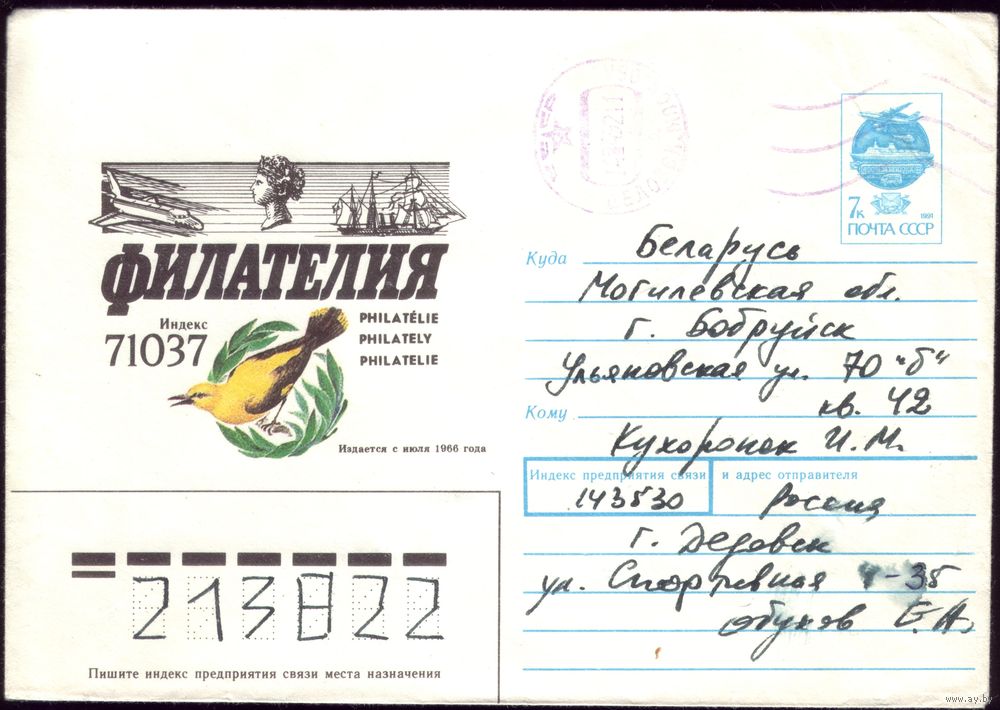 ФИЛАТЕЛИЯ
Индекс
71037
PHILATÉLIE
PHILATELY
PHILATELIE
Издается с июля 1966 года
7к
1991
ПОЧТА СССР
Куда Беларусь
Могилевская обл.
г. Бобруйск
Ульяновская ул. 70 "б"
кв. 42
Кому
Кухоронек И. М.
Индекс предприятия связи и адрес отправителя
143530 Россия
г. Дедовск
ул. Спортивная -35
Обухов Е. А.
213822
Пишите индекс предприятия связи места назначения
www.ay.by